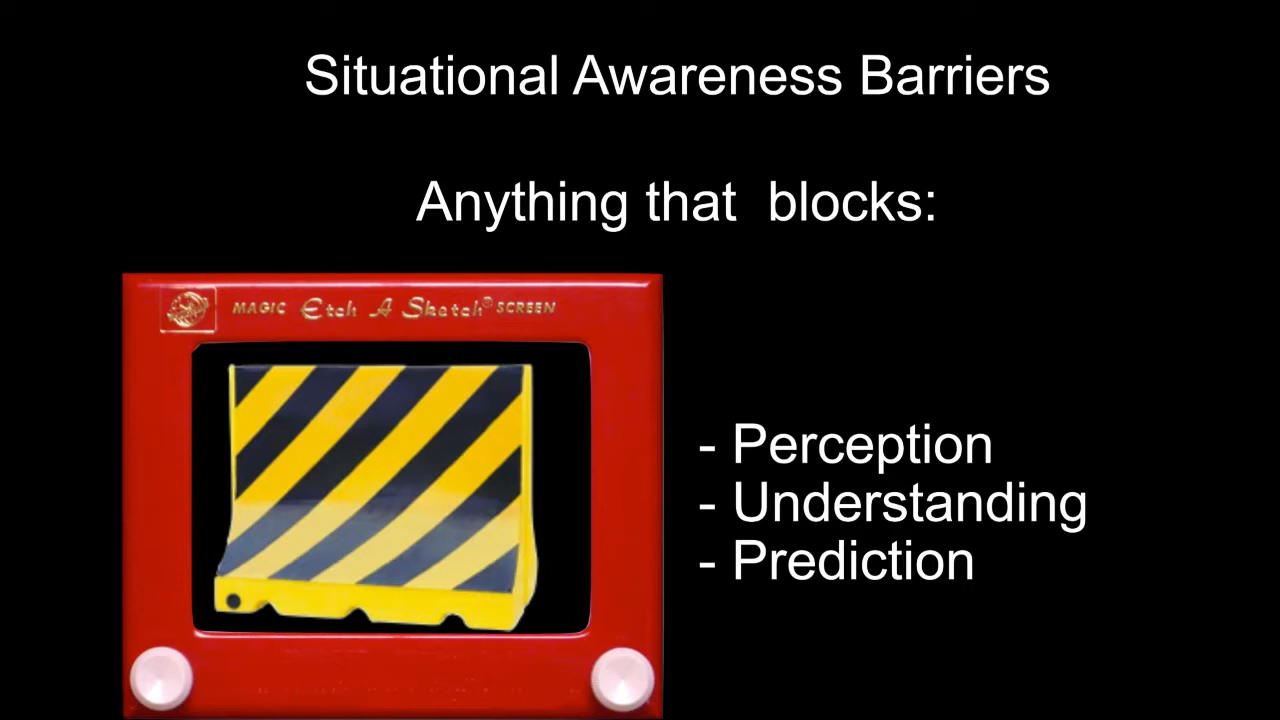 Situational Awareness Barriers
Anything that  blocks:
MAGIC Etch A Sketch® SCREEN
- Perception
- Understanding
- Prediction